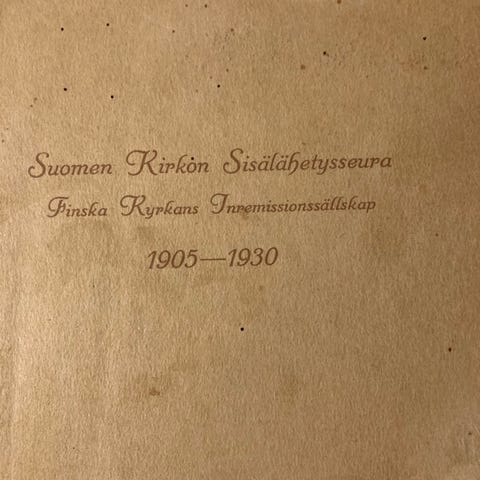 Suomen Kirkon Sisälähetysseura
Finska Kyrkans Inremissionssällskap
1905—1930